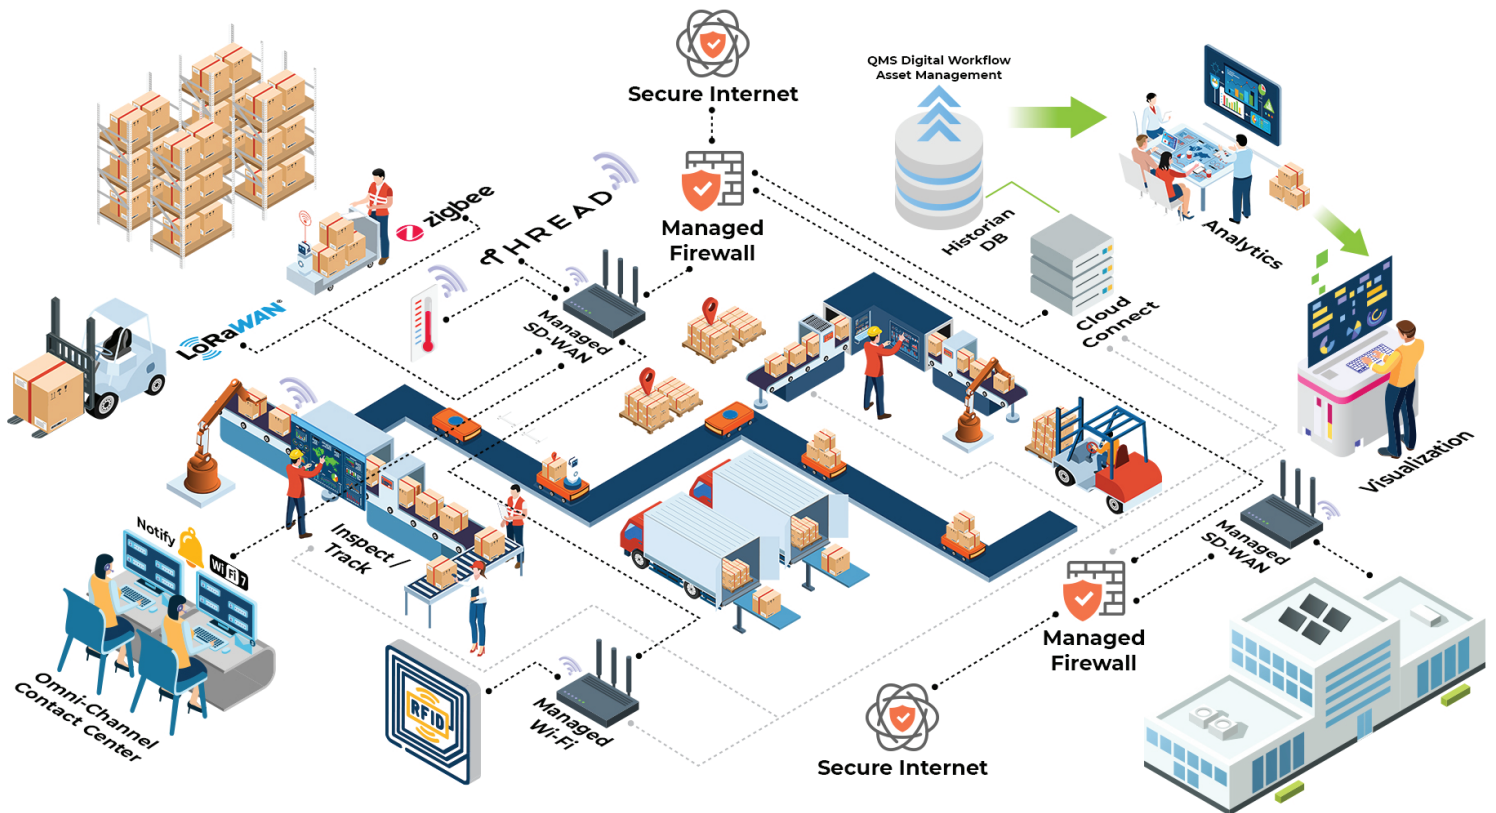 Secure Internet
QMS Digital Workflow
Asset Management
zigbee
THREAD
Managed
Firewall
Historian
DB
Analytics
LoRaWAN
Managed
SD-WAN
Cloud
Connect
Visualization
Notify
Wi Fi 7
Inspect /
Track
Managed
SD-WAN
Managed
Firewall
Omni-Channel
Contact Center
RFID
Managed
Wi-Fi
Secure Internet